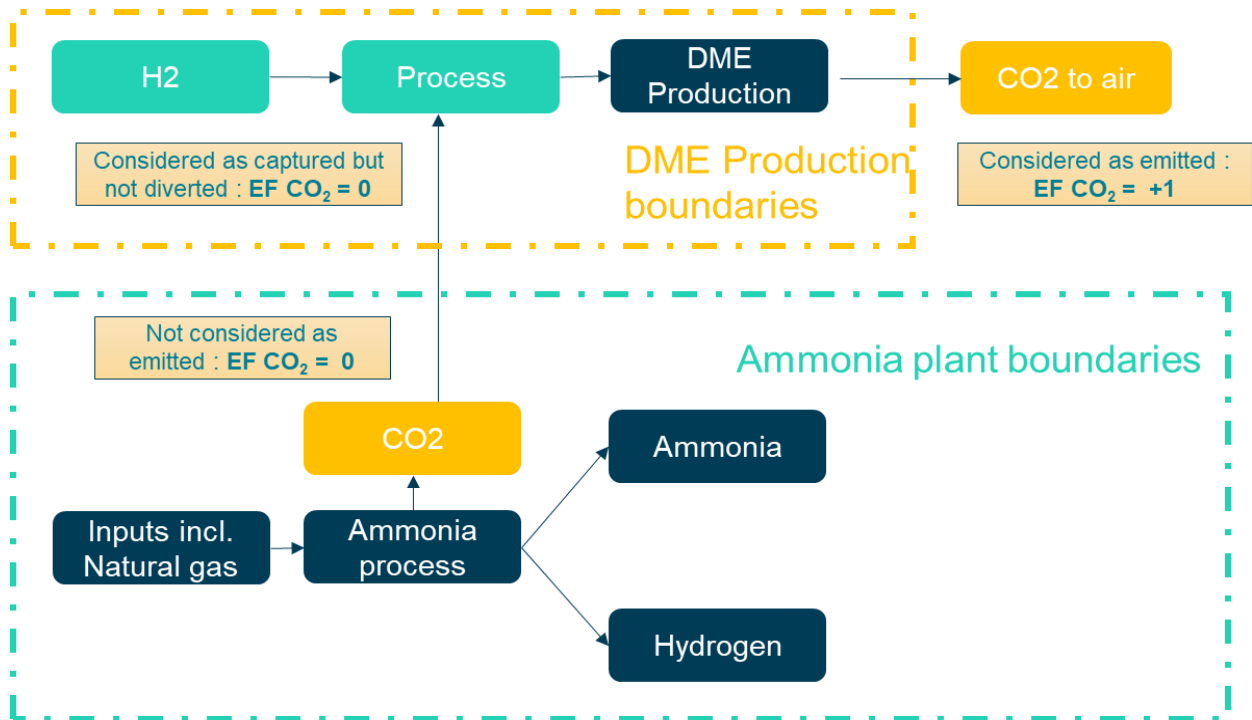 H2
Process
DME
Production
CO2 to air
Considered as captured but
not diverted : EF CO₂ = 0
DME Production
boundaries
Considered as emitted :
EF CO₂ = +1
Not considered as
emitted : EF CO₂ = 0
Ammonia plant boundaries
CO2
Ammonia
Inputs incl.
Natural gas
Ammonia
process
Hydrogen